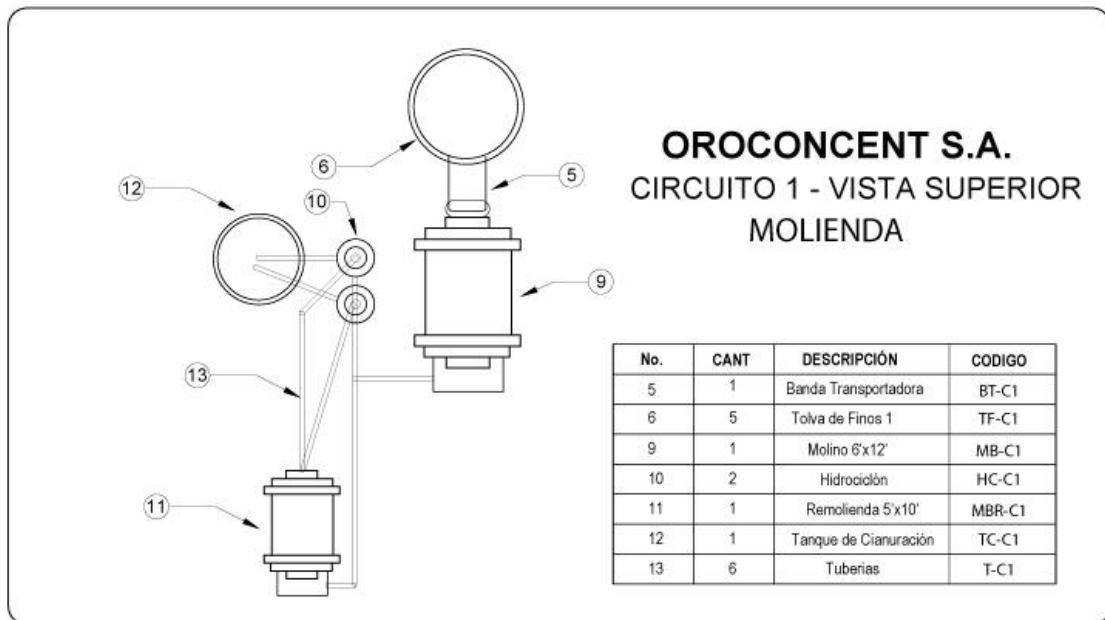 OROCONCENT S.A.
CIRCUITO 1 - VISTA SUPERIOR
MOLIENDA
6
5
12
10
9
13
11
No. CANT DESCRIPCIÓN CODIGO
5 1 Banda Transportadora BT-C1
6 5 Tolva de Finos 1 TF-C1
9 1 Molino 6'x12' MB-C1
10 2 Hidrociclón HC-C1
11 1 Remolienda 5'x10' MBR-C1
12 1 Tanque de Cianuración TC-C1
13 6 Tuberias T-C1